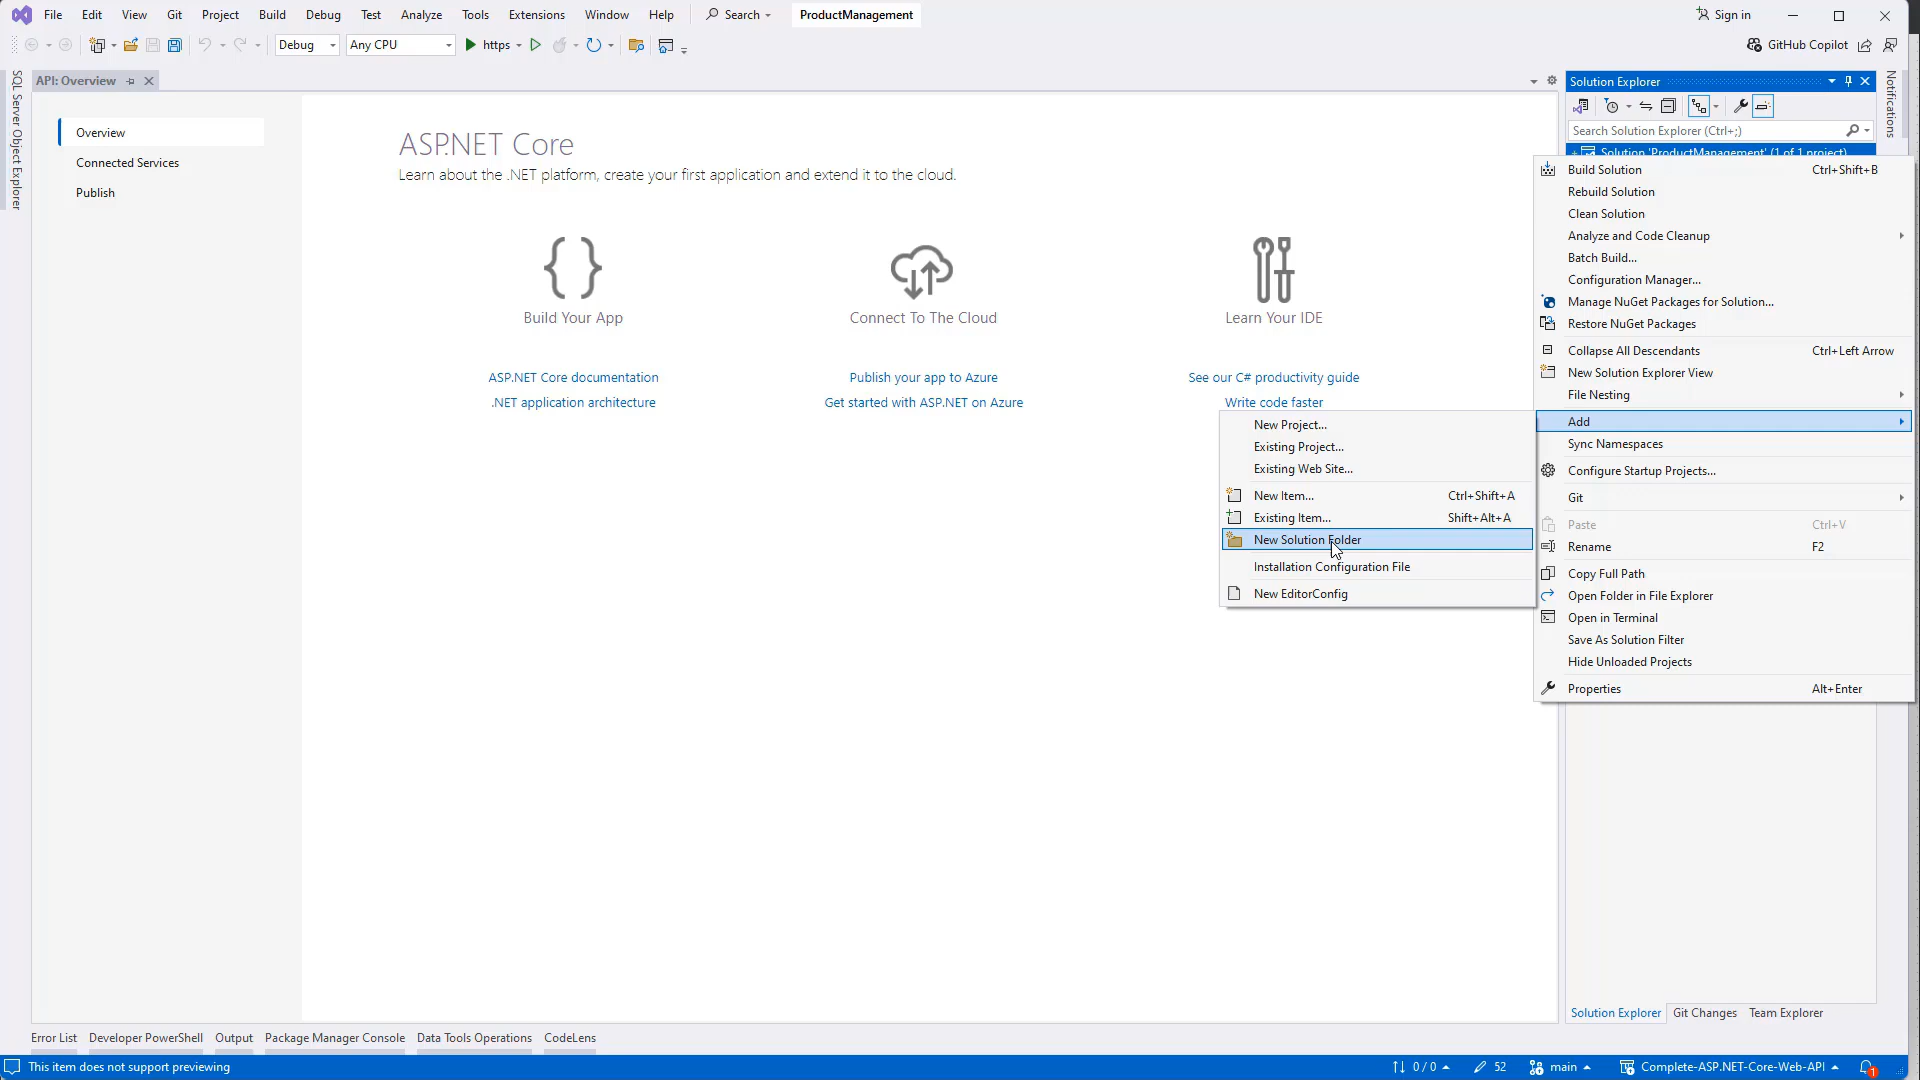 File Edit View Git Project Build Debug Test Analyze Tools Extensions Window Help Search ProductManagement Sign in
Debug Any CPU https GitHub Copilot
SQL Server Object Explorer
API: Overview
Overview
Connected Services
Publish
ASP.NET Core
Learn about the .NET platform, create your first application and extend it to the cloud.
Build Your App
ASP.NET Core documentation
.NET application architecture
Connect To The Cloud
Publish your app to Azure
Get started with ASP.NET on Azure
Learn Your IDE
See our C# productivity guide
Write code faster
New Project...
Existing Project...
Existing Web Site...
New Item... Ctrl+Shift+A
Existing Item... Shift+Alt+A
New Solution Folder
Installation Configuration File
New EditorConfig
Solution Explorer
Notifications
Search Solution Explorer (Ctrl+;)
Solution 'ProductManagement' (1 of 1 project)
Build Solution Ctrl+Shift+B
Rebuild Solution
Clean Solution
Analyze and Code Cleanup
Batch Build...
Configuration Manager...
Manage NuGet Packages for Solution...
Restore NuGet Packages
Collapse All Descendants Ctrl+Left Arrow
New Solution Explorer View
File Nesting
Add
Sync Namespaces
Configure Startup Projects...
Git
Paste Ctrl+V
Rename F2
Copy Full Path
Open Folder in File Explorer
Open in Terminal
Save As Solution Filter
Hide Unloaded Projects
Properties Alt+Enter
Solution Explorer Git Changes Team Explorer
Error List Developer PowerShell Output Package Manager Console Data Tools Operations CodeLens
This item does not support previewing 0 / 0 52 main Complete-ASP.NET-Core-Web-API 1